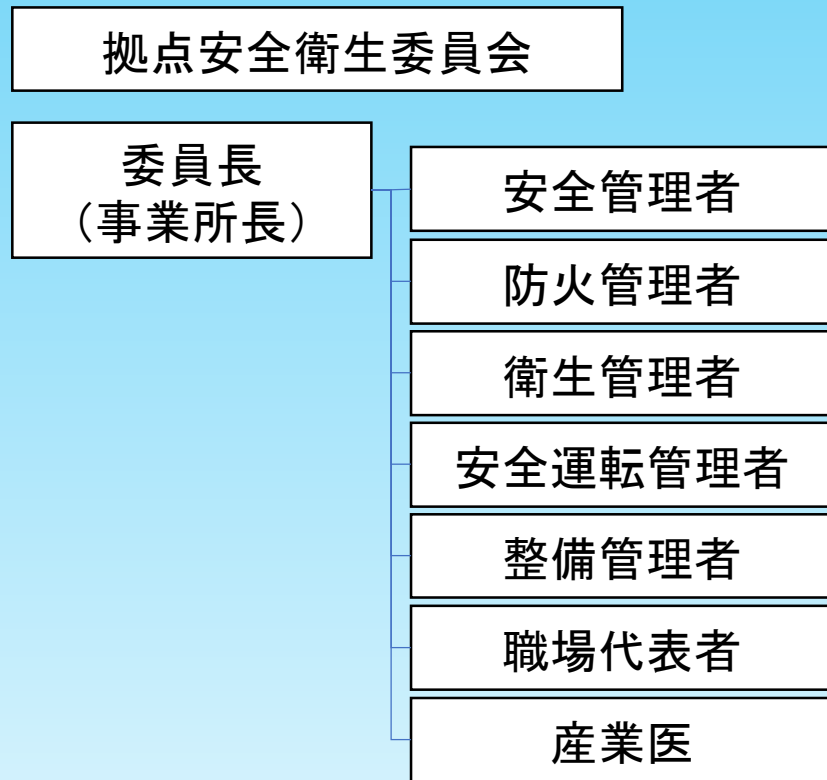 拠点安全衛生委員会
委員長
（事業所長）
安全管理者
防火管理者
衛生管理者
安全運転管理者
整備管理者
職場代表者
産業医